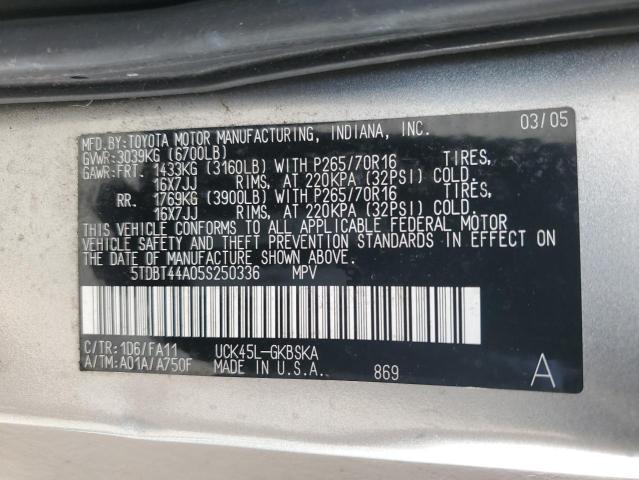 MFD. BY: TOYOTA MOTOR MANUFACTURING, INDIANA, INC. 03/05
GVWR: 3039KG (6700LB)
GAWR: FRT. 1433KG (3160LB) WITH P265/70R16 TIRES,
16X7JJ RIMS, AT 220KPA (32PSI) COLD.
RR. 1769KG (3900LB) WITH P265/70R16 TIRES,
16X7JJ RIMS, AT 220KPA (32PSI) COLD.
THIS VEHICLE CONFORMS TO ALL APPLICABLE FEDERAL MOTOR
VEHICLE SAFETY AND THEFT PREVENTION STANDARDS IN EFFECT ON
THE DATE OF MANUFACTURE SHOWN ABOVE.
5TDBT44A05S250336 MPV
C/TR: 1D6/FA11 UCK45L-GKBSKA
A/TM: A01A/A750F MADE IN U.S.A. 869 A